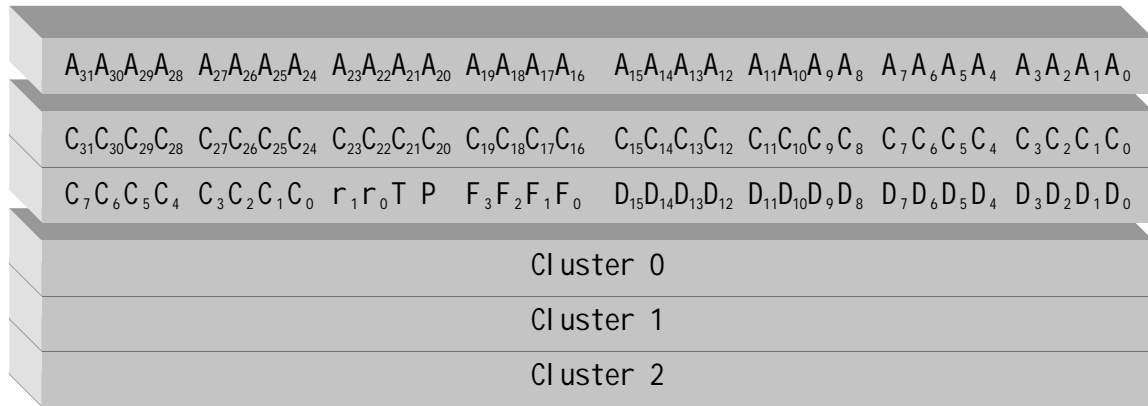 A₃₁A₃₀A₂₉A₂₈ A₂₇A₂₆A₂₅A₂₄ A₂₃A₂₂A₂₁A₂₀ A₁₉A₁₈A₁₇A₁₆ A₁₅A₁₄A₁₃A₁₂ A₁₁A₁₀A₉A₈ A₇A₆A₅A₄ A₃A₂A₁A₀
C₃₁C₃₀C₂₉C₂₈ C₂₇C₂₆C₂₅C₂₄ C₂₃C₂₂C₂₁C₂₀ C₁₉C₁₈C₁₇C₁₆ C₁₅C₁₄C₁₃C₁₂ C₁₁C₁₀C₉C₈ C₇C₆C₅C₄ C₃C₂C₁C₀
C₇C₆C₅C₄ C₃C₂C₁C₀ r₁r₀T P F₃F₂F₁F₀ D₁₅D₁₄D₁₃D₁₂ D₁₁D₁₀D₉D₈ D₇D₆D₅D₄ D₃D₂D₁D₀
Cluster 0
Cluster 1
Cluster 2